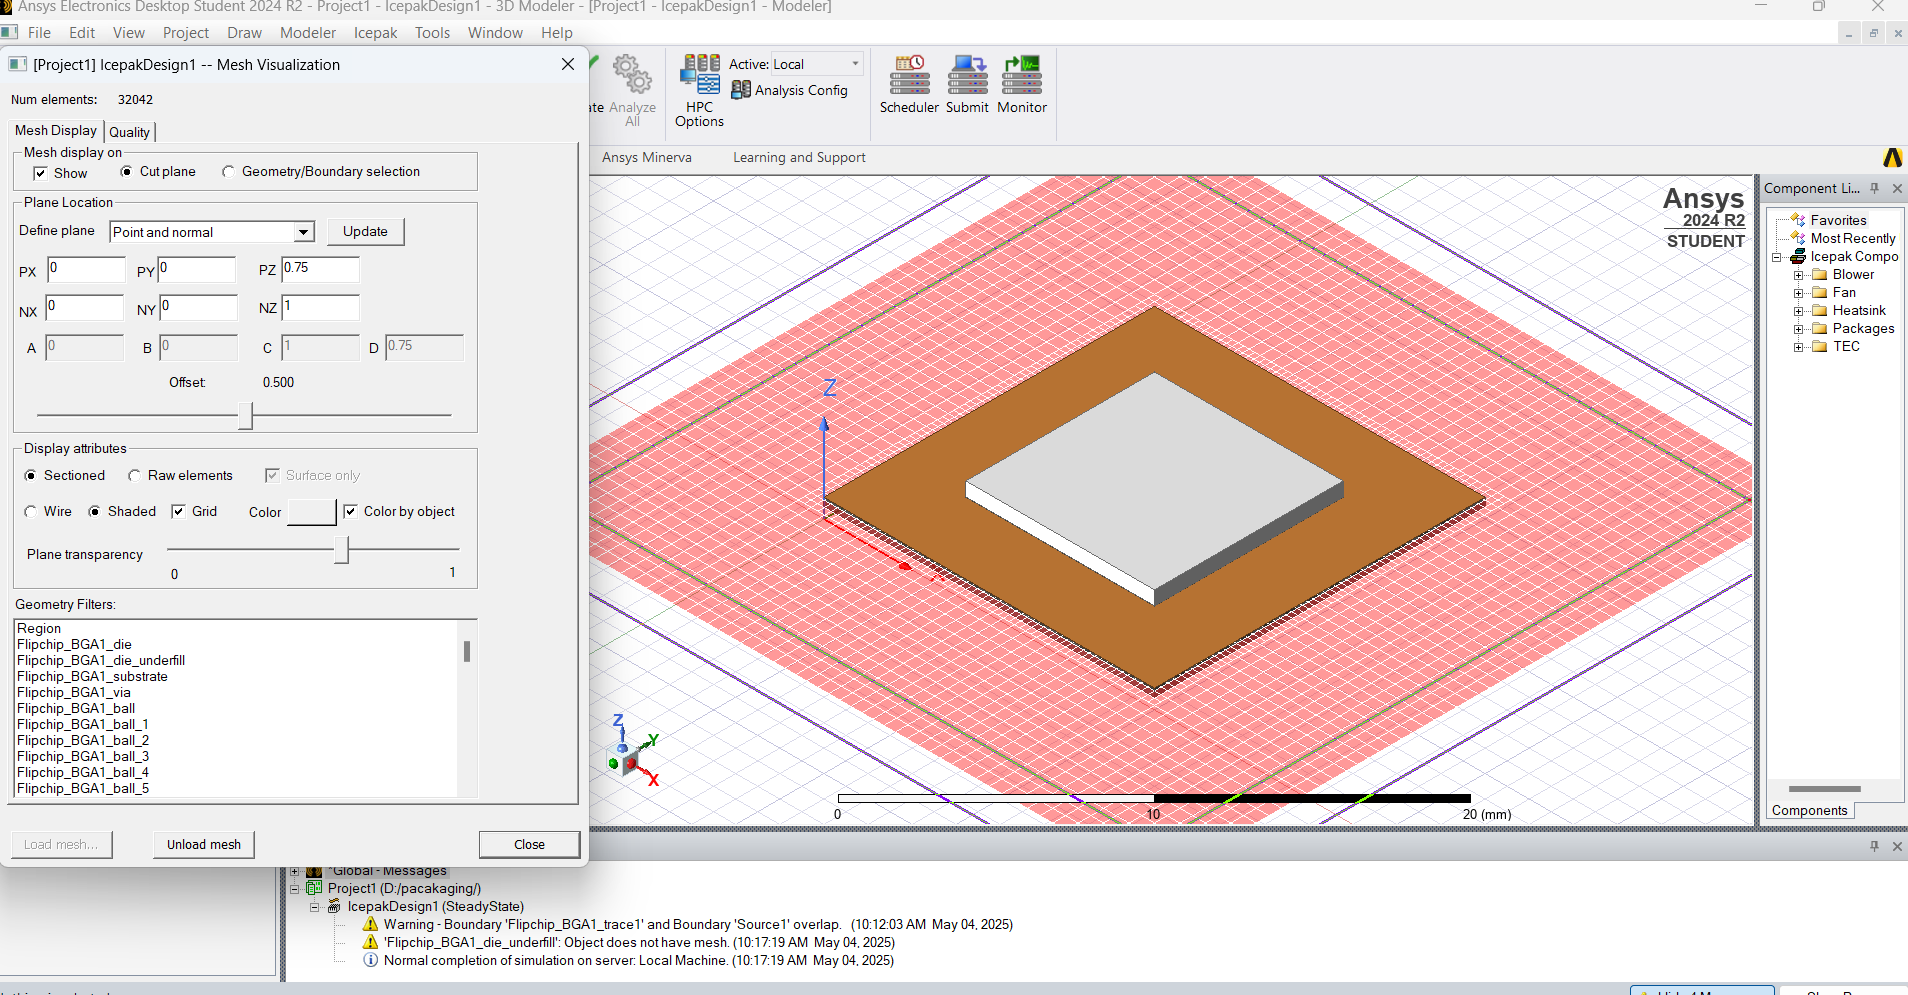 Ansys Electronics Desktop Student 2024 R2 - Project1 - IcepakDesign1 - 3D Modeler - [Project1 - IcepakDesign1 - Modeler]
File Edit View Project Draw Modeler Icepak Tools Window Help
[Project1] IcepakDesign1 -- Mesh Visualization
Num elements: 32042
Mesh Display Quality
Mesh display on
Show Cut plane Geometry/Boundary selection
Plane Location
Define plane Point and normal Update
PX 0 PY 0 PZ 0.75
NX 0 NY 0 NZ 1
A 0 B 0 C 1 D 0.75
Offset: 0.500
Display attributes
Sectioned Raw elements Surface only
Wire Shaded Grid Color Color by object
Plane transparency
0 1
Geometry Filters:
Region
Flipchip_BGA1_die
Flipchip_BGA1_die_underfill
Flipchip_BGA1_substrate
Flipchip_BGA1_via
Flipchip_BGA1_ball
Flipchip_BGA1_ball_1
Flipchip_BGA1_ball_2
Flipchip_BGA1_ball_3
Flipchip_BGA1_ball_4
Flipchip_BGA1_ball_5
Load mesh... Unload mesh Close
Analyze
All
HPC
Options
Active: Local
Analysis Config
Scheduler Submit Monitor
Ansys Minerva Learning and Support
Ansys
2024 R2
STUDENT
Z
X
Z
Y
X
0 10 20 (mm)
Component Li...
Favorites
Most Recently
Icepak Compo
Blower
Fan
Heatsink
Packages
TEC
Components
*Global - Messages
Project1 (D:/pacakaging/)
IcepakDesign1 (SteadyState)
Warning - Boundary 'Flipchip_BGA1_trace1' and Boundary 'Source1' overlap. (10:12:03 AM May 04, 2025)
'Flipchip_BGA1_die_underfill': Object does not have mesh. (10:17:19 AM May 04, 2025)
Normal completion of simulation on server: Local Machine. (10:17:19 AM May 04, 2025)